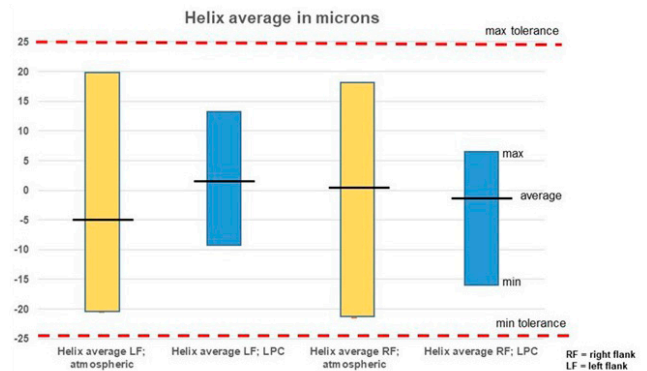 Helix average in microns
max tolerance
25
20
15
10
5
0
-5
-10
-15
-20
-25
max
average
min
min tolerance
Helix average LF;
atmospheric
Helix average LF; LPC
Helix average RF;
atmospheric
Helix average RF; LPC
RF = right flank
LF = left flank